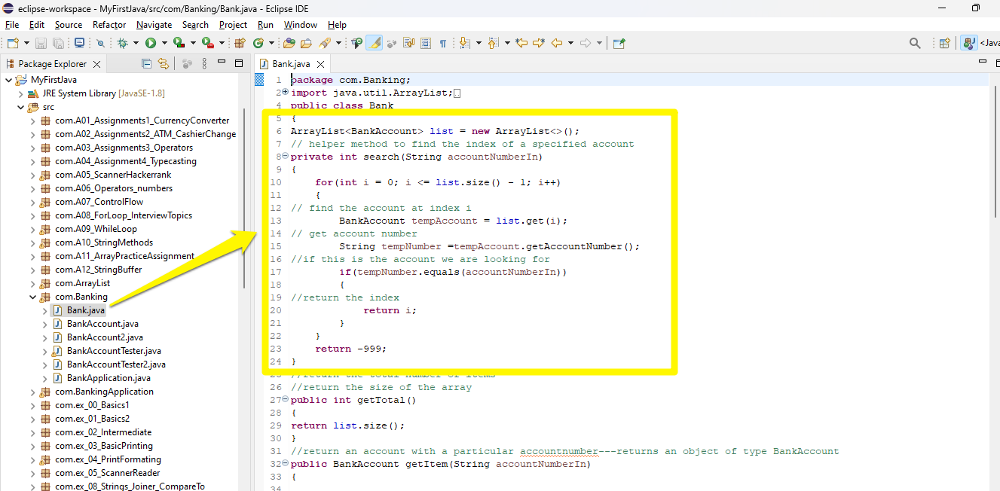 eclipse-workspace - MyFirstJava/src/com/Banking/Bank.java - Eclipse IDE
File Edit Source Refactor Navigate Search Project Run Window Help
<Java
Package Explorer
MyFirstJava
JRE System Library [JavaSE-1.8]
src
com.A01_Assignments1_CurrencyConverter
com.A02_Assignments2_ATM_CashierChange
com.A03_Assignments3_Operators
com.A04_Assignment4_Typecasting
com.A05_ScannerHackerrank
com.A06_Operators_numbers
com.A07_ControlFlow
com.A08_ForLoop_InterviewTopics
com.A09_WhileLoop
com.A10_StringMethods
com.A11_ArrayPracticeAssignment
com.A12_StringBuffer
com.ArrayList
com.Banking
Bank.java
BankAccount.java
BankAccount2.java
BankAccountTester.java
BankAccountTester2.java
BankApplication.java
com.BankingApplication
com.ex_00_Basics1
com.ex_01_Basics2
com.ex_02_Intermediate
com.ex_03_BasicPrinting
com.ex_04_PrintFormating
com.ex_05_ScannerReader
com.ex_08_Strings_Joiner_CompareTo
Bank.java
1 package com.Banking;
2 import java.util.ArrayList;
4 public class Bank
5 {
6 ArrayList<BankAccount> list = new ArrayList<>();
7 // helper method to find the index of a specified account
8 private int search(String accountNumberIn)
9 {
10 for(int i = 0; i <= list.size() - 1; i++)
11 {
12 // find the account at index i
13 BankAccount tempAccount = list.get(i);
14 // get account number
15 String tempNumber =tempAccount.getAccountNumber();
16 //if this is the account we are looking for
17 if(tempNumber.equals(accountNumberIn))
18 {
19 //return the index
20 return i;
21 }
22 }
23 return -999;
24 }
25 //return the total number of items
26 //return the size of the array
27 public int getTotal()
28 {
29 return list.size();
30 }
31 //return an account with a particular accountnumber---returns an object of type BankAccount
32 public BankAccount getItem(String accountNumberIn)
33 {
34